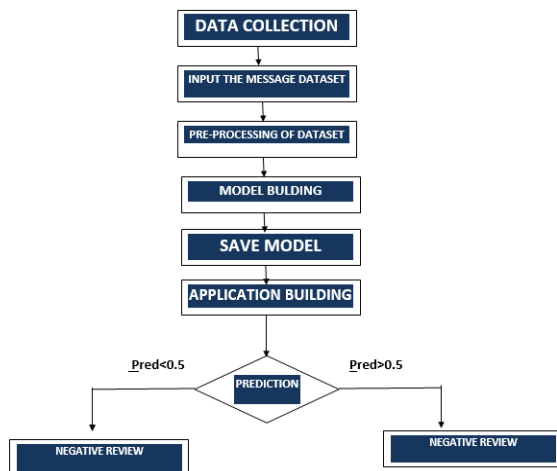 DATA COLLECTION
INPUT THE MESSAGE DATASET
PRE-PROCESSING OF DATASET
MODEL BULDING
SAVE MODEL
APPLICATION BUILDING
Pred<0.5
Pred>0.5
PREDICTION
NEGATIVE REVIEW
NEGATIVE REVIEW